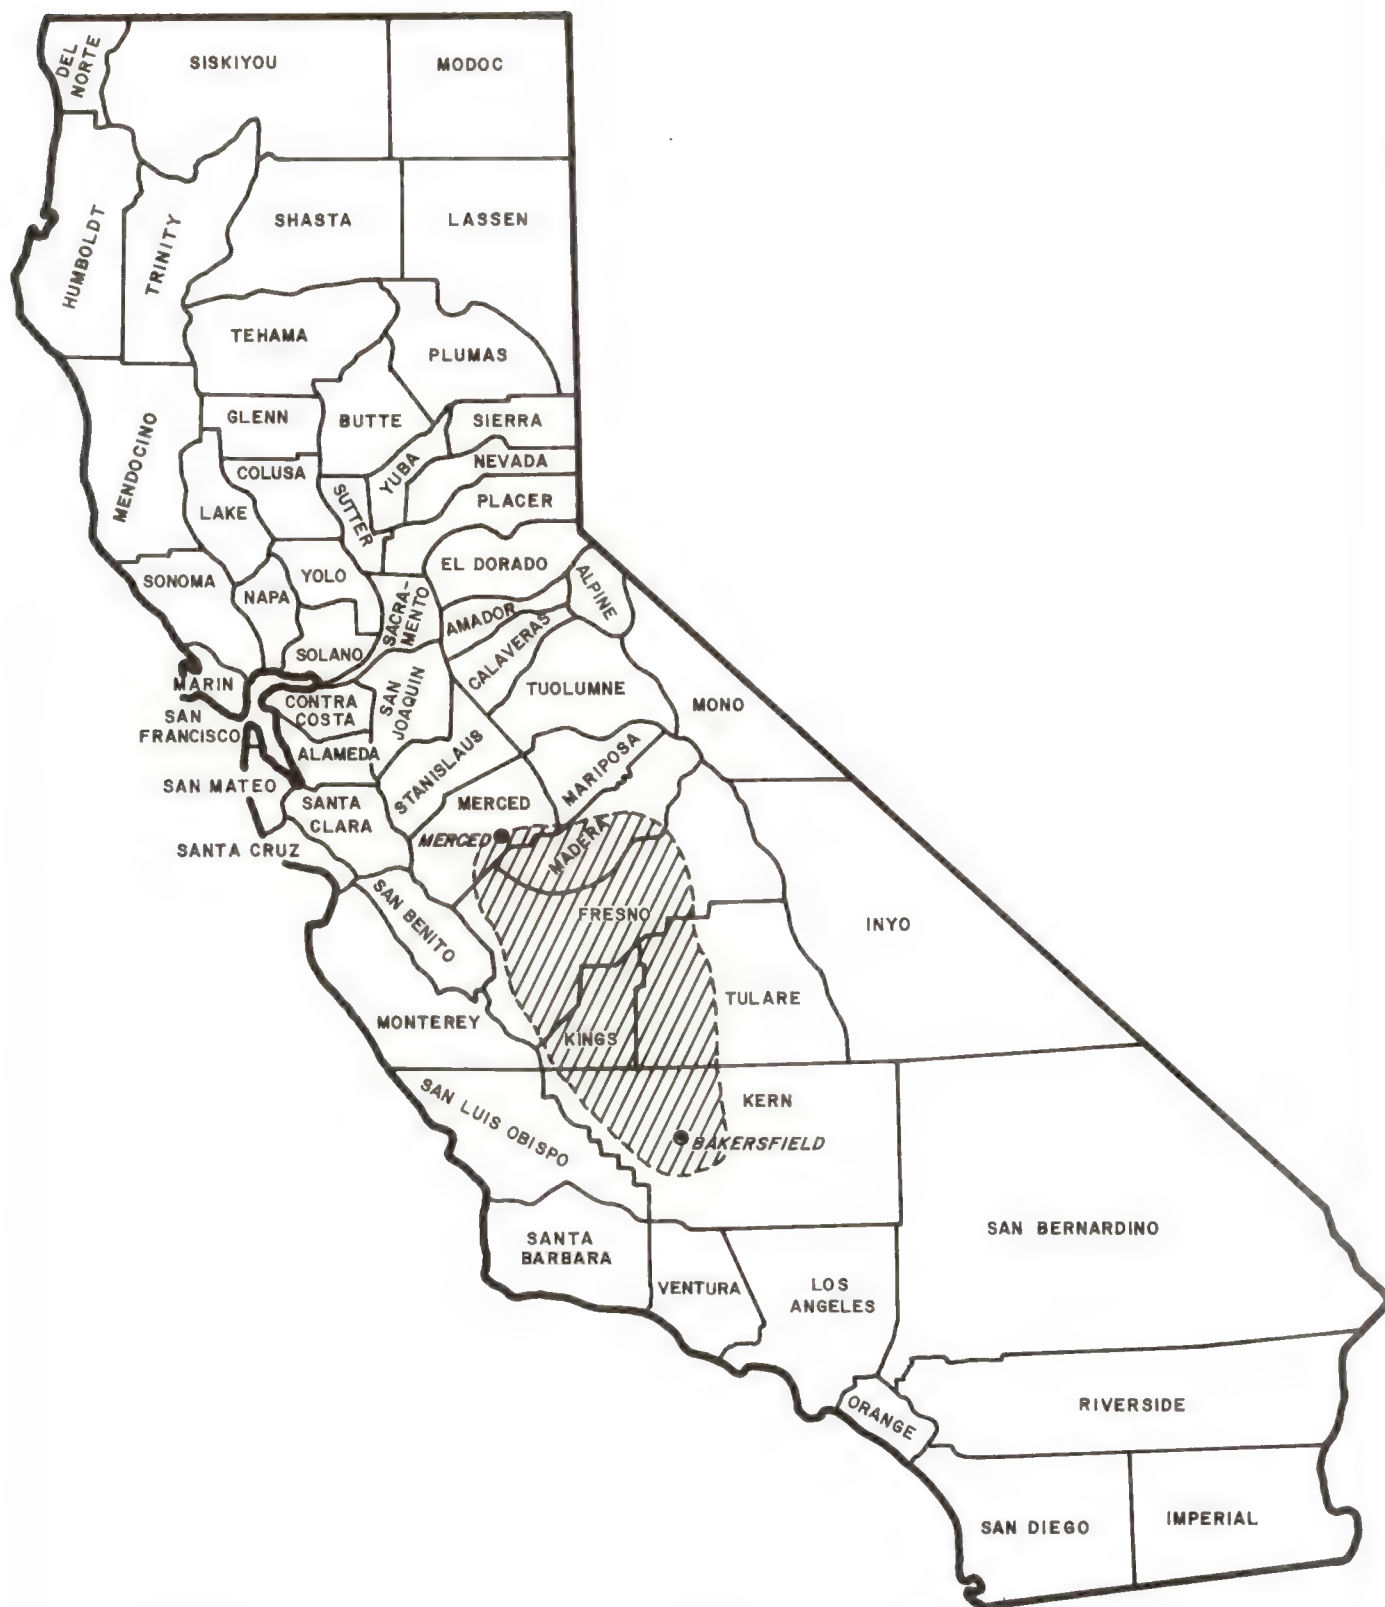 DEL
NORTE
SISKIYOU
MODOC
HUMBOLDT
TRINITY
SHASTA
LASSEN
TEHAMA
PLUMAS
MENDOCINO
GLENN
BUTTE
SIERRA
COLUSA
YUBA
NEVADA
LAKE
SUTTER
PLACER
SONOMA
NAPA
YOLO
SACRA-
MENTO
EL DORADO
ALPINE
AMADOR
CALAVERAS
SOLANO
MARIN
CONTRA
COSTA
SAN
JOAQUIN
TUOLUMNE
MONO
SAN
FRANCISCO
ALAMEDA
STANISLAUS
MARIPOSA
SAN MATEO
SANTA
CLARA
MERCED
MERCED
MADERA
SANTA CRUZ
SAN BENITO
FRESNO
INYO
MONTEREY
KINGS
TULARE
SAN LUIS OBISPO
KERN
BAKERSFIELD
SANTA
BARBARA
VENTURA
LOS
ANGELES
SAN BERNARDINO
ORANGE
RIVERSIDE
SAN DIEGO
IMPERIAL